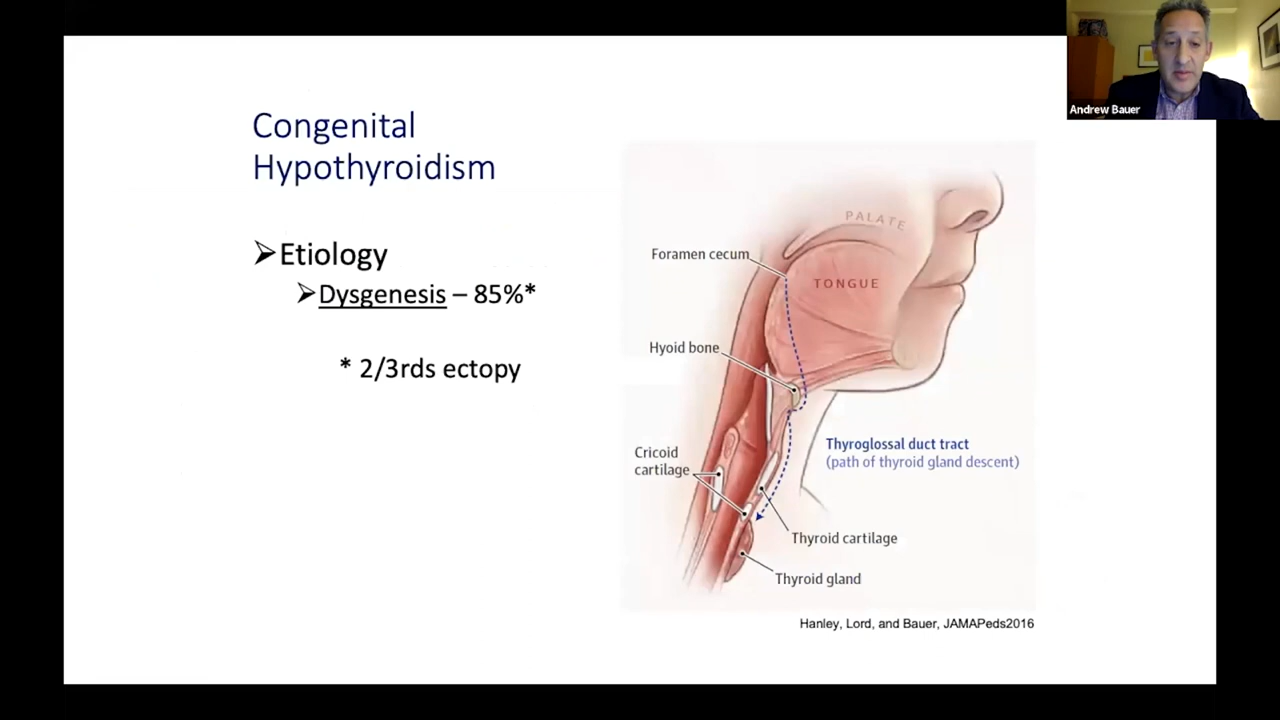 Andrew Bauer
Congenital
Hypothyroidism
➢Etiology
➢Dysgenesis – 85%*
* 2/3rds ectopy
PALATE
Foramen cecum
TONGUE
Hyoid bone
Thyroglossal duct tract
(path of thyroid gland descent)
Cricoid
cartilage
Thyroid cartilage
Thyroid gland
Hanley, Lord, and Bauer, JAMAPeds2016